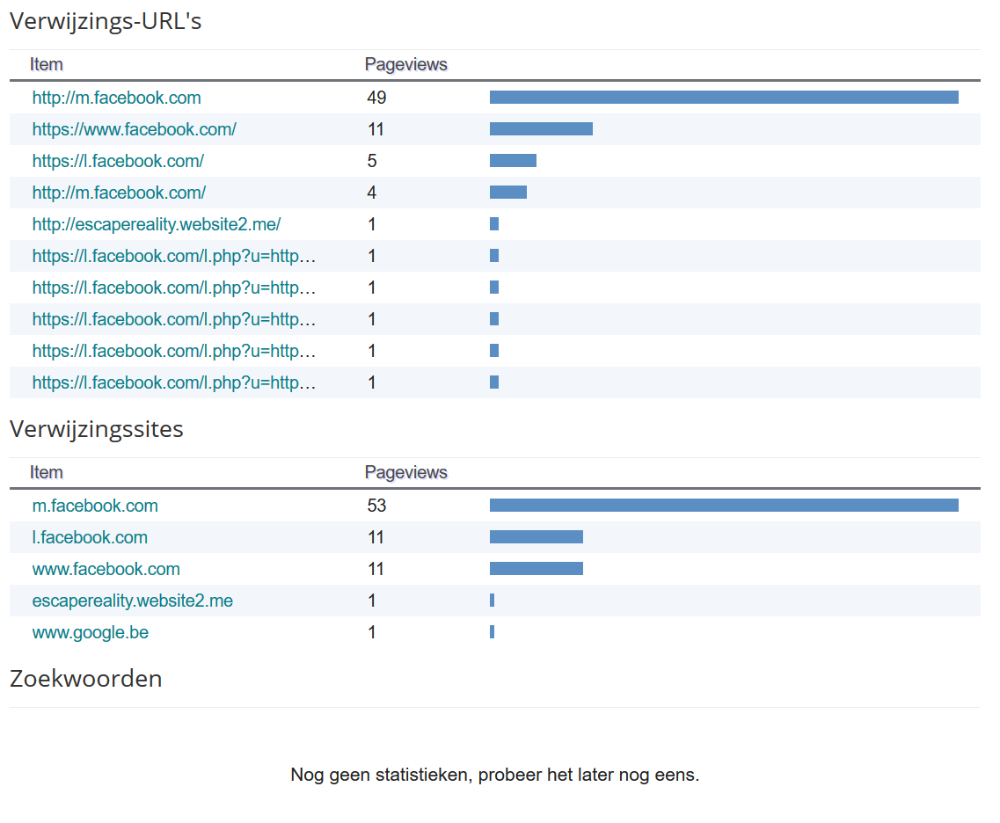 Verwijzings-URL's
Item Pageviews
http://m.facebook.com 49
https://www.facebook.com/ 11
https://l.facebook.com/ 5
http://m.facebook.com/ 4
http://escapereality.website2.me/ 1
https://l.facebook.com/l.php?u=http… 1
https://l.facebook.com/l.php?u=http… 1
https://l.facebook.com/l.php?u=http… 1
https://l.facebook.com/l.php?u=http… 1
https://l.facebook.com/l.php?u=http… 1
Verwijzingssites
Item Pageviews
m.facebook.com 53
l.facebook.com 11
www.facebook.com 11
escapereality.website2.me 1
www.google.be 1
Zoekwoorden
Nog geen statistieken, probeer het later nog eens.